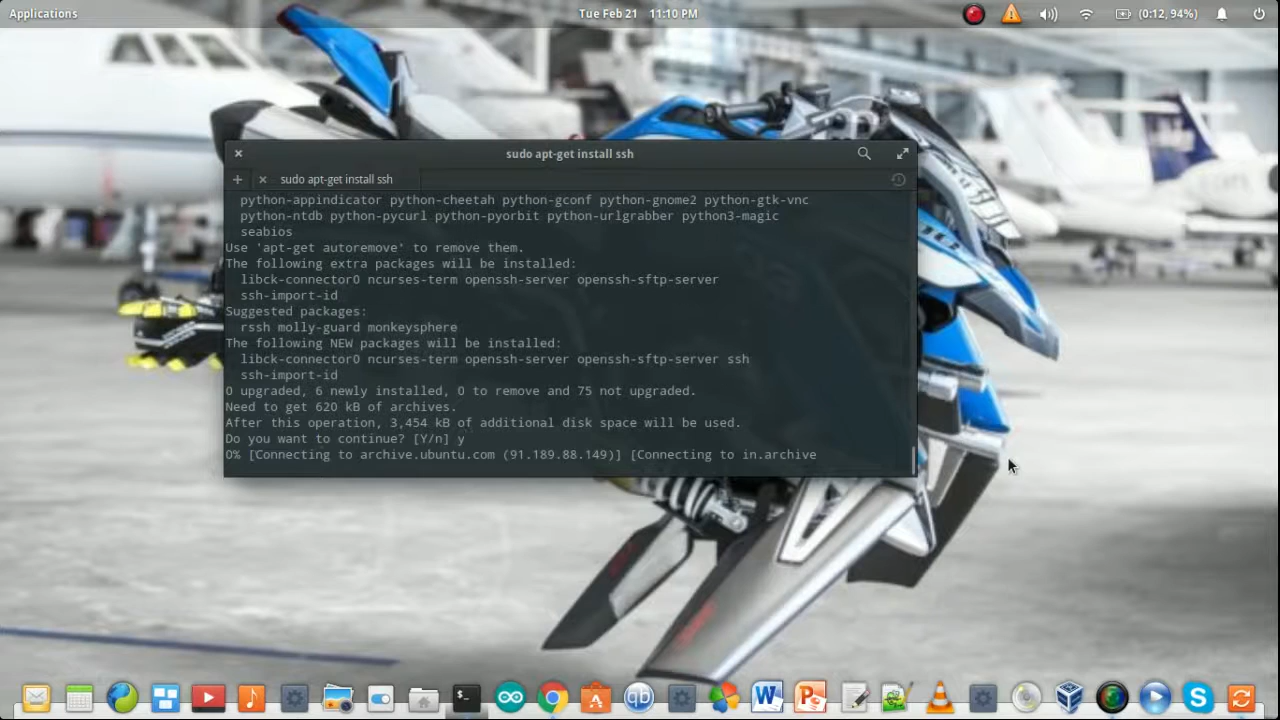 Applications
Tue Feb 21 11:10 PM
(0:12, 94%)
sudo apt-get install ssh
sudo apt-get install ssh
python-appindicator python-cheetah python-gconf python-gnome2 python-gtk-vnc
python-ntdb python-pycurl python-pyorbit python-urlgrabber python3-magic
seabios
Use 'apt-get autoremove' to remove them.
The following extra packages will be installed:
libck-connector0 ncurses-term openssh-server openssh-sftp-server
ssh-import-id
Suggested packages:
rssh molly-guard monkeysphere
The following NEW packages will be installed:
libck-connector0 ncurses-term openssh-server openssh-sftp-server ssh
ssh-import-id
0 upgraded, 6 newly installed, 0 to remove and 75 not upgraded.
Need to get 620 kB of archives.
After this operation, 3,454 kB of additional disk space will be used.
Do you want to continue? [Y/n] y
0% [Connecting to archive.ubuntu.com (91.189.88.149)] [Connecting to in.archive